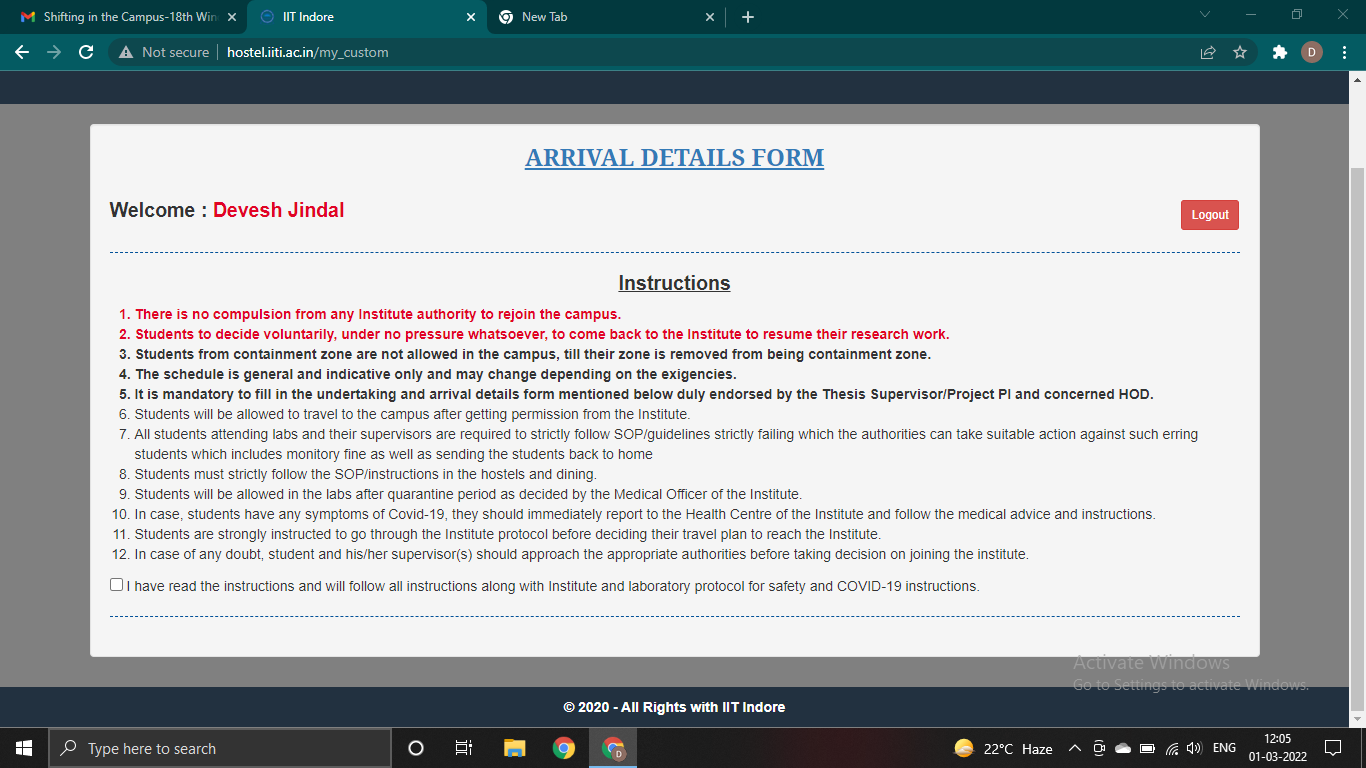 Shifting in the Campus-18th Win
IIT Indore
New Tab
Not secure
hostel.iiti.ac.in/my_custom
D
ARRIVAL DETAILS FORM
Welcome : Devesh Jindal
Logout
Instructions
1. There is no compulsion from any Institute authority to rejoin the campus.
2. Students to decide voluntarily, under no pressure whatsoever, to come back to the Institute to resume their research work.
3. Students from containment zone are not allowed in the campus, till their zone is removed from being containment zone.
4. The schedule is general and indicative only and may change depending on the exigencies.
5. It is mandatory to fill in the undertaking and arrival details form mentioned below duly endorsed by the Thesis Supervisor/Project PI and concerned HOD.
6. Students will be allowed to travel to the campus after getting permission from the Institute.
7. All students attending labs and their supervisors are required to strictly follow SOP/guidelines strictly failing which the authorities can take suitable action against such erring
students which includes monitory fine as well as sending the students back to home
8. Students must strictly follow the SOP/instructions in the hostels and dining.
9. Students will be allowed in the labs after quarantine period as decided by the Medical Officer of the Institute.
10. In case, students have any symptoms of Covid-19, they should immediately report to the Health Centre of the Institute and follow the medical advice and instructions.
11. Students are strongly instructed to go through the Institute protocol before deciding their travel plan to reach the Institute.
12. In case of any doubt, student and his/her supervisor(s) should approach the appropriate authorities before taking decision on joining the institute.
I have read the instructions and will follow all instructions along with Institute and laboratory protocol for safety and COVID-19 instructions.
Activate Windows
Go to Settings to activate Windows.
© 2020 - All Rights with IIT Indore
Type here to search
D
22°C Haze
ENG
12:05
01-03-2022